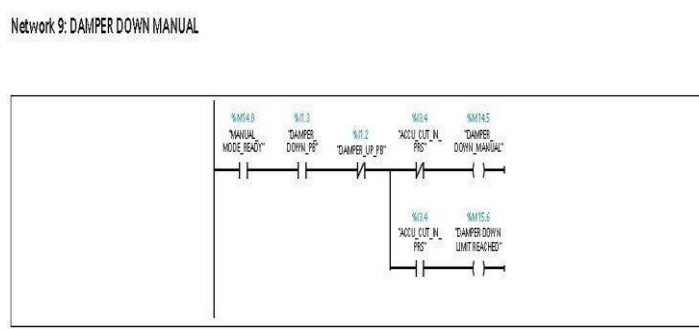 Network 9: DAMPER DOWN MANUAL
%M14.0
"MANUAL_
MODE_READY"
%I1.3
"DAMPER_
DOWN_PB"
%I1.2
"DAMPER_UP_PB"
%I3.4
"ACCU_CUT_IN_
PRS"
%M14.5
"DAMPER_
DOWN_MANUAL"
%I3.4
"ACCU_CUT_IN_
PRS"
%M15.6
"DAMPER DOWN
LIMIT REACHED"